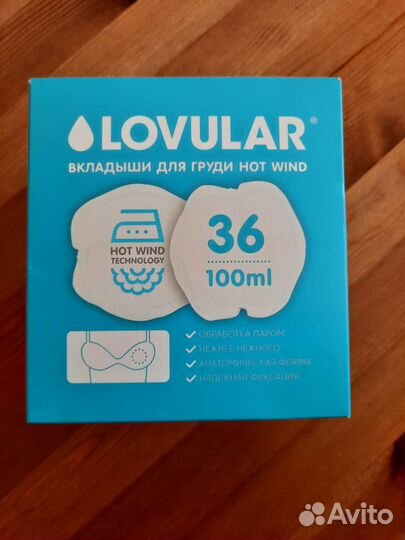 LOVULAR®
ВКЛАДЫШИ ДЛЯ ГРУДИ HOT WIND
HOT WIND
TECHNOLOGY
36
100ml
ОБРАБОТКА ПАРОМ
НЕЖНЕЕ НЕЖНОГО
АНАТОМИЧЕСКАЯ ФОРМА
НАДЕЖНАЯ ФИКСАЦИЯ
Avito